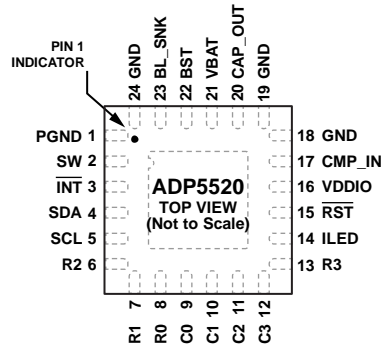 PIN 1
INDICATOR
24 GND
23 BL_SNK
22 BST
21 VBAT
20 CAP_OUT
19 GND
PGND 1
SW 2
INT 3
SDA 4
SCL 5
R2 6
ADP5520
TOP VIEW
(Not to Scale)
18 GND
17 CMP_IN
16 VDDIO
15 RST
14 ILED
13 R3
R1 7
R0 8
C0 9
C1 10
C2 11
C3 12